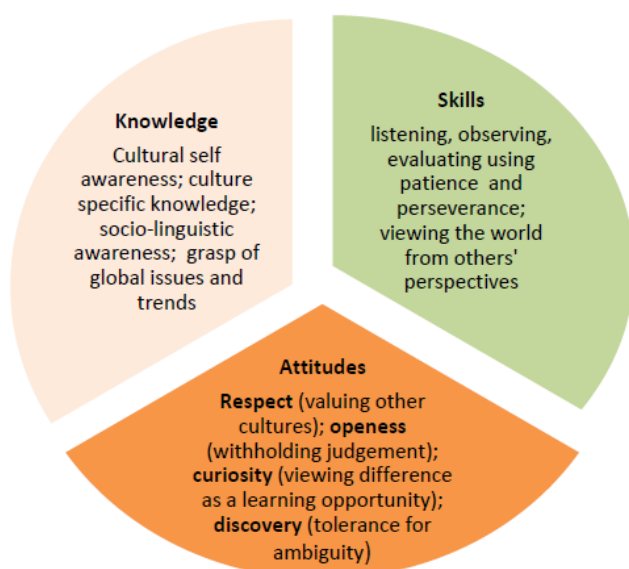 Knowledge
Cultural self
awareness; culture
specific knowledge;
socio-linguistic
awareness; grasp of
global issues and
trends
Skills
listening, observing,
evaluating using
patience and
perseverance;
viewing the world
from others'
perspectives
Attitudes
Respect (valuing other
cultures); openess
(withholding judgement);
curiosity (viewing difference
as a learning opportunity);
discovery (tolerance for
ambiguity)